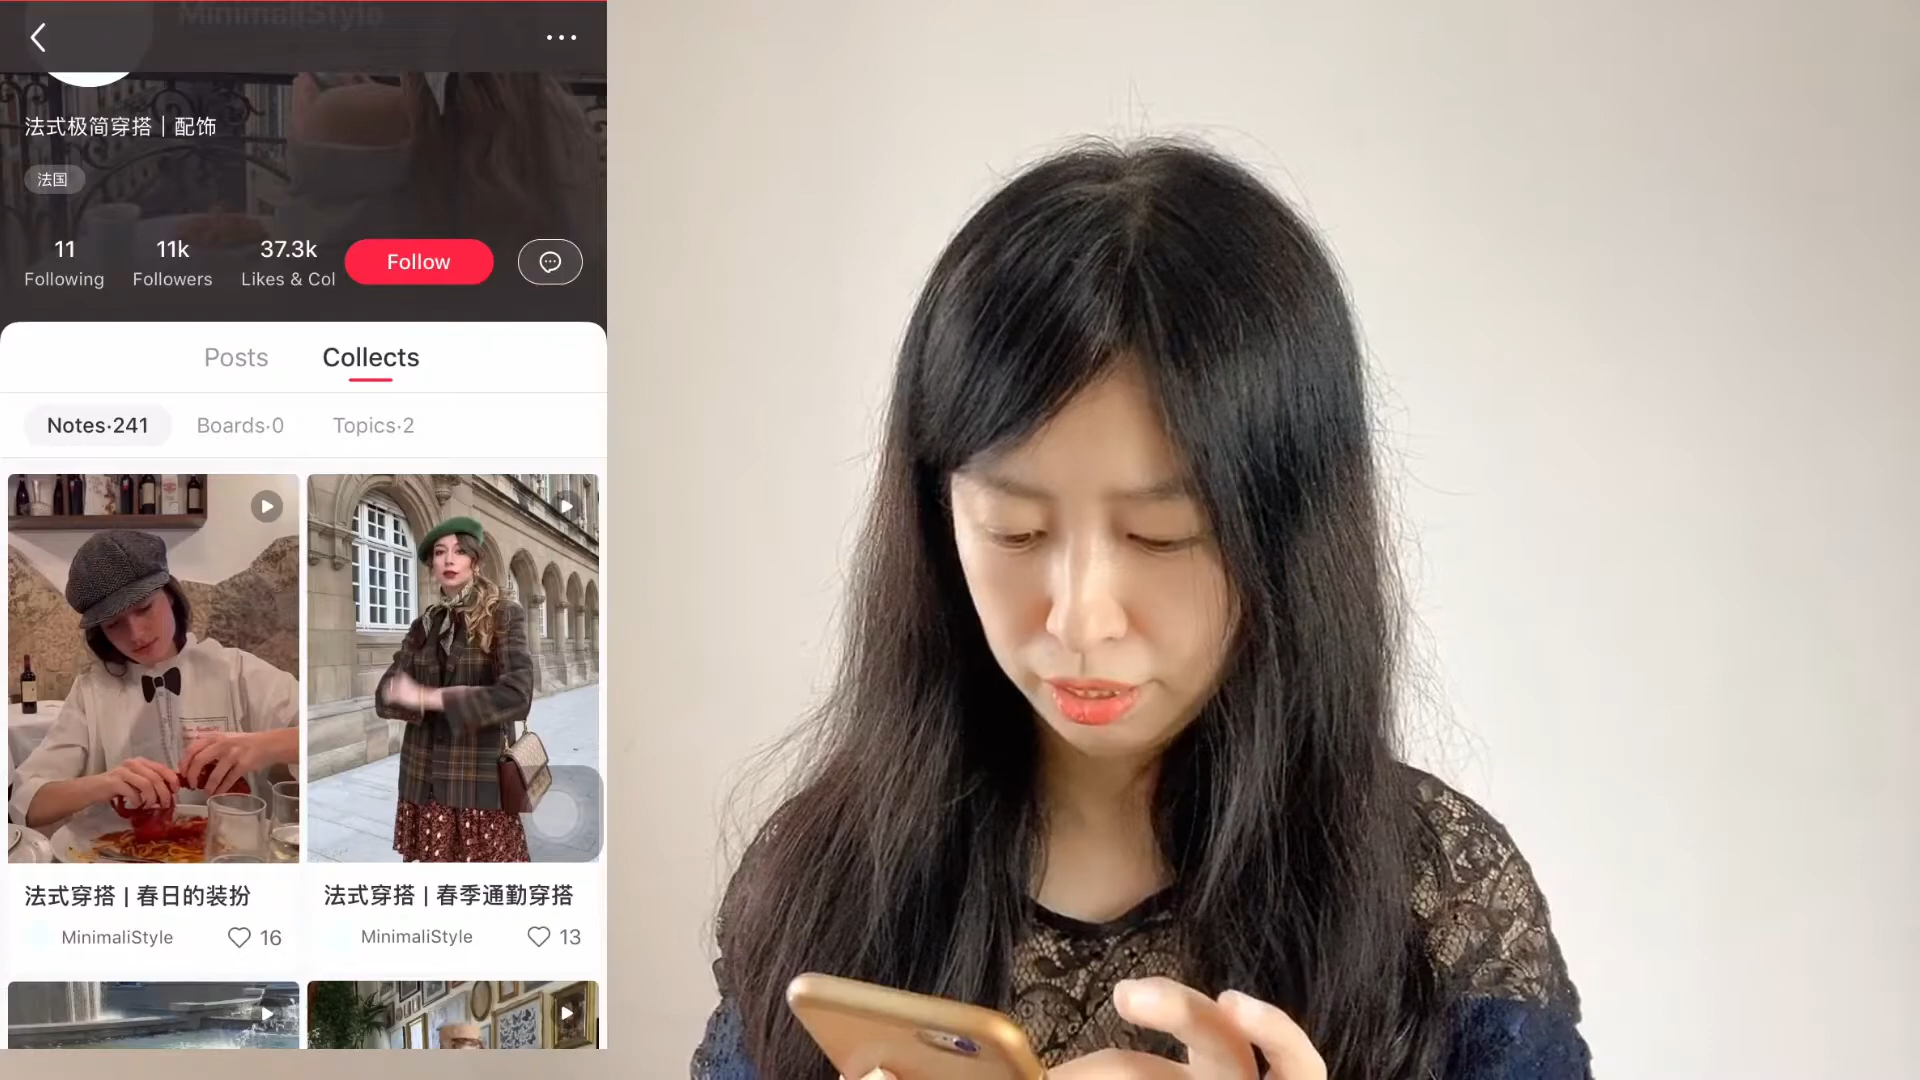 MinimaliStyle
法式极简穿搭｜配饰
法国
11 11k 37.3k
Following Followers Likes & Col
Follow
Posts Collects
Notes·241 Boards·0 Topics·2
法式穿搭 | 春日的装扮
MinimaliStyle 16
法式穿搭 | 春季通勤穿搭
MinimaliStyle 13